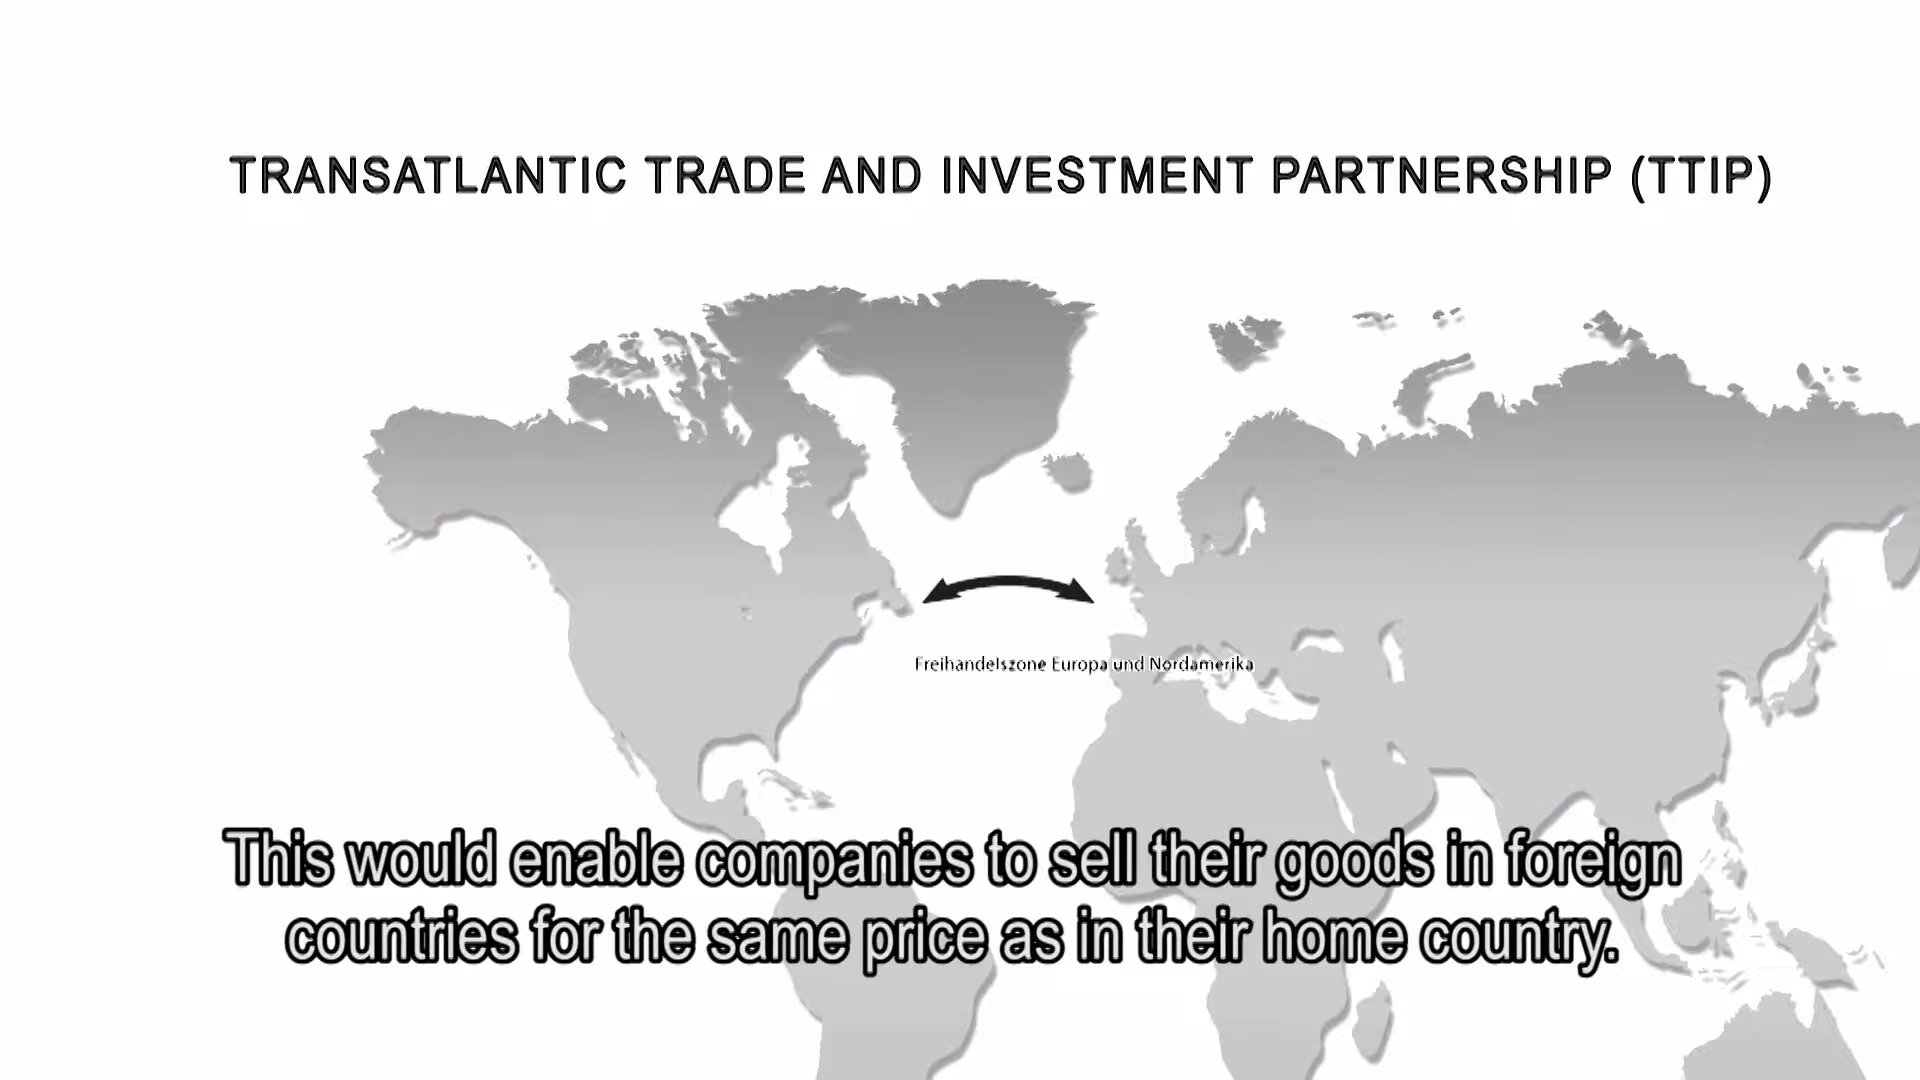 TRANSATLANTIC TRADE AND INVESTMENT PARTNERSHIP (TTIP)
Freihandelszone Europa und Nordamerika
This would enable companies to sell their goods in foreign
countries for the same price as in their home country.